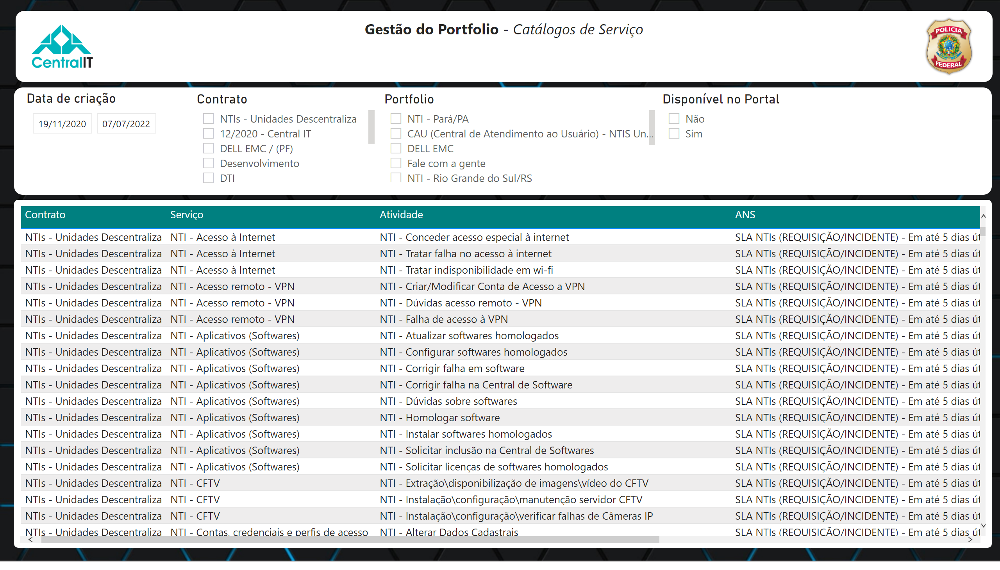 CentralIT
Gestão do Portfolio - Catálogos de Serviço
POLíCIA
FEDERAL
Data de criação
19/11/2020 07/07/2022
Contrato
NTIs - Unidades Descentraliza
12/2020 - Central IT
DELL EMC / (PF)
Desenvolvimento
DTI
Portfolio
NTI - Pará/PA
CAU (Central de Atendimento ao Usuário) - NTIS Un...
DELL EMC
Fale com a gente
NTI - Rio Grande do Sul/RS
Disponível no Portal
Não
Sim
Contrato Serviço Atividade ANS
NTIs - Unidades Descentraliza NTI - Acesso à Internet NTI - Conceder acesso especial à internet SLA NTIs (REQUISIÇÃO/INCIDENTE) - Em até 5 dias út
NTIs - Unidades Descentraliza NTI - Acesso à Internet NTI - Tratar falha no acesso à internet SLA NTIs (REQUISIÇÃO/INCIDENTE) - Em até 5 dias út
NTIs - Unidades Descentraliza NTI - Acesso à Internet NTI - Tratar indisponibilidade em wi-fi SLA NTIs (REQUISIÇÃO/INCIDENTE) - Em até 5 dias út
NTIs - Unidades Descentraliza NTI - Acesso remoto - VPN NTI - Criar/Modificar Conta de Acesso a VPN SLA NTIs (REQUISIÇÃO/INCIDENTE) - Em até 5 dias út
NTIs - Unidades Descentraliza NTI - Acesso remoto - VPN NTI - Dúvidas acesso remoto - VPN SLA NTIs (REQUISIÇÃO/INCIDENTE) - Em até 5 dias út
NTIs - Unidades Descentraliza NTI - Acesso remoto - VPN NTI - Falha de acesso à VPN SLA NTIs (REQUISIÇÃO/INCIDENTE) - Em até 5 dias út
NTIs - Unidades Descentraliza NTI - Aplicativos (Softwares) NTI - Atualizar softwares homologados SLA NTIs (REQUISIÇÃO/INCIDENTE) - Em até 5 dias út
NTIs - Unidades Descentraliza NTI - Aplicativos (Softwares) NTI - Configurar softwares homologados SLA NTIs (REQUISIÇÃO/INCIDENTE) - Em até 5 dias út
NTIs - Unidades Descentraliza NTI - Aplicativos (Softwares) NTI - Corrigir falha em software SLA NTIs (REQUISIÇÃO/INCIDENTE) - Em até 5 dias út
NTIs - Unidades Descentraliza NTI - Aplicativos (Softwares) NTI - Corrigir falha na Central de Software SLA NTIs (REQUISIÇÃO/INCIDENTE) - Em até 5 dias út
NTIs - Unidades Descentraliza NTI - Aplicativos (Softwares) NTI - Dúvidas sobre softwares SLA NTIs (REQUISIÇÃO/INCIDENTE) - Em até 5 dias út
NTIs - Unidades Descentraliza NTI - Aplicativos (Softwares) NTI - Homologar software SLA NTIs (REQUISIÇÃO/INCIDENTE) - Em até 5 dias út
NTIs - Unidades Descentraliza NTI - Aplicativos (Softwares) NTI - Instalar softwares homologados SLA NTIs (REQUISIÇÃO/INCIDENTE) - Em até 5 dias út
NTIs - Unidades Descentraliza NTI - Aplicativos (Softwares) NTI - Solicitar inclusão na Central de Softwares SLA NTIs (REQUISIÇÃO/INCIDENTE) - Em até 5 dias út
NTIs - Unidades Descentraliza NTI - Aplicativos (Softwares) NTI - Solicitar licenças de softwares homologados SLA NTIs (REQUISIÇÃO/INCIDENTE) - Em até 5 dias út
NTIs - Unidades Descentraliza NTI - CFTV NTI - Extração\disponibilização de imagens\vídeo do CFTV SLA NTIs (REQUISIÇÃO/INCIDENTE) - Em até 5 dias út
NTIs - Unidades Descentraliza NTI - CFTV NTI - Instalação\configuração\manutenção servidor CFTV SLA NTIs (REQUISIÇÃO/INCIDENTE) - Em até 5 dias út
NTIs - Unidades Descentraliza NTI - CFTV NTI - Instalação\configuração\verificar falhas de Câmeras IP SLA NTIs (REQUISIÇÃO/INCIDENTE) - Em até 5 dias út
NTIs - Unidades Descentraliza NTI - Contas, credenciais e perfis de acesso NTI - Alterar Dados Cadastrais SLA NTIs (REQUISIÇÃO/INCIDENTE) - Em até 5 dias út